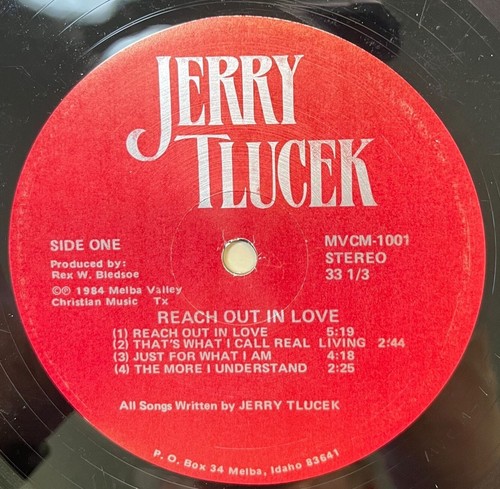 JERRY
TLUCEK
SIDE ONE
Produced by:
Rex W. Bledsoe
©℗ 1984 Melba Valley
Christian Music Tx
MVCM-1001
STEREO
33 1/3
REACH OUT IN LOVE
(1) REACH OUT IN LOVE 5:19
(2) THAT'S WHAT I CALL REAL LIVING 2:44
(3) JUST FOR WHAT I AM 4:18
(4) THE MORE I UNDERSTAND 2:25
All Songs Written by JERRY TLUCEK
P. O. Box 34 Melba, Idaho 83641